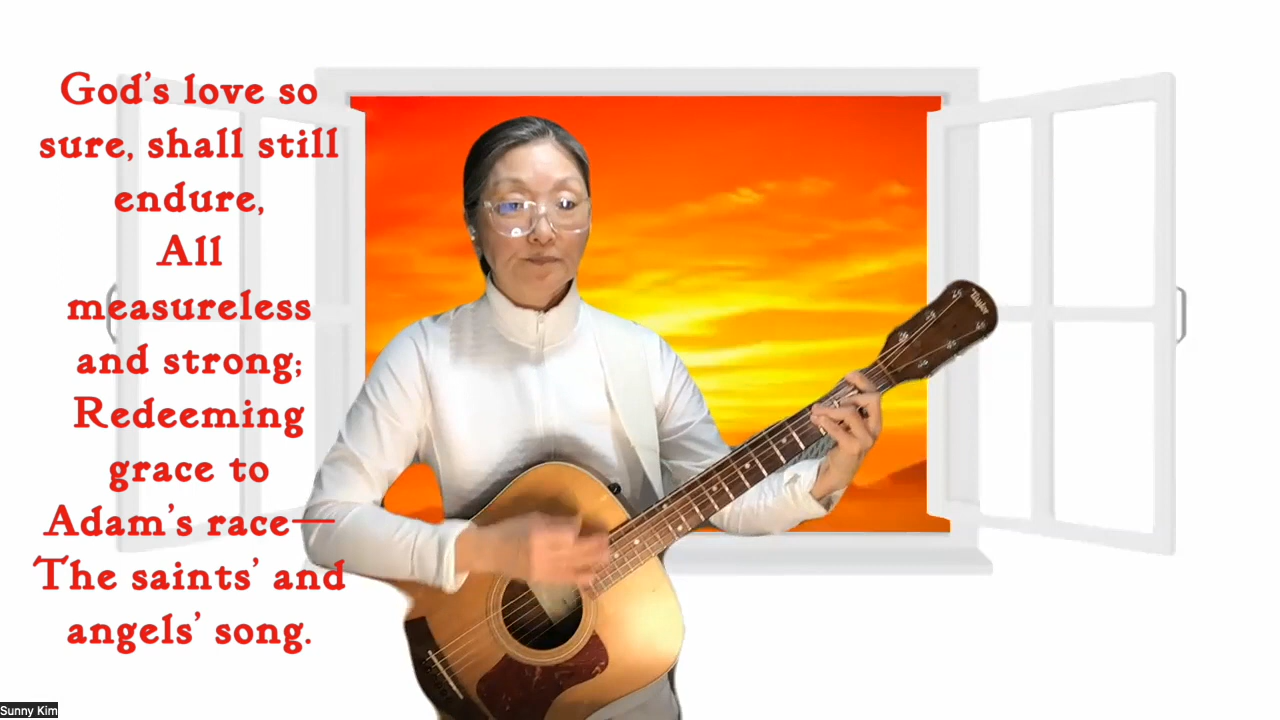 God's love so
sure, shall still
endure,
All
measureless
and strong;
Redeeming
grace to
Adam's race—
The saints' and
angels' song.
Taylor
Sunny Kim